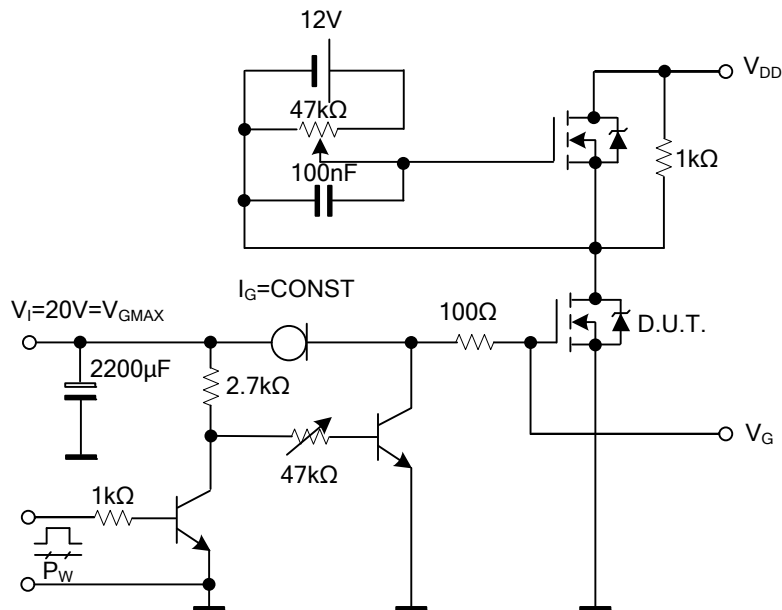 12V
V_DD
47kΩ
1kΩ
100nF
I_G=CONST
V_I=20V=V_GMAX
100Ω
D.U.T.
2200μF
2.7kΩ
V_G
47kΩ
1kΩ
P_W